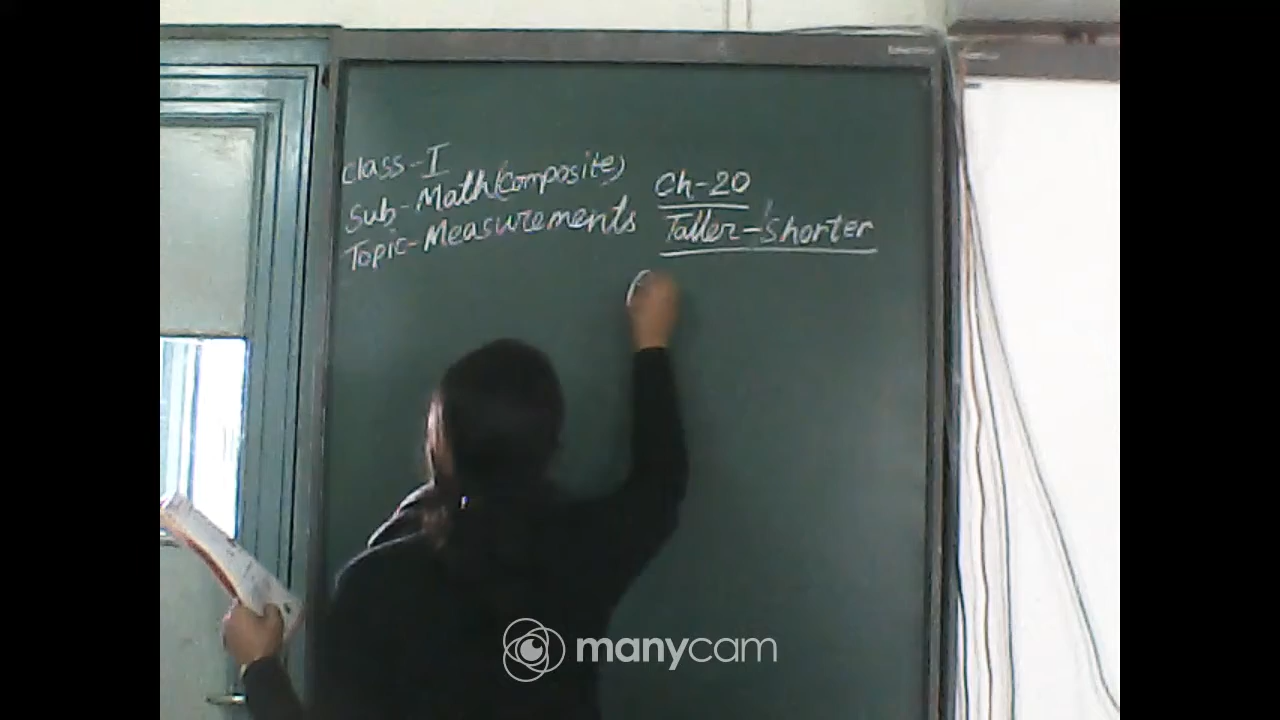 Class-I
Sub-Math(Composite)
Topic-Measurements
Ch-20
Taller-Shorter
manycam